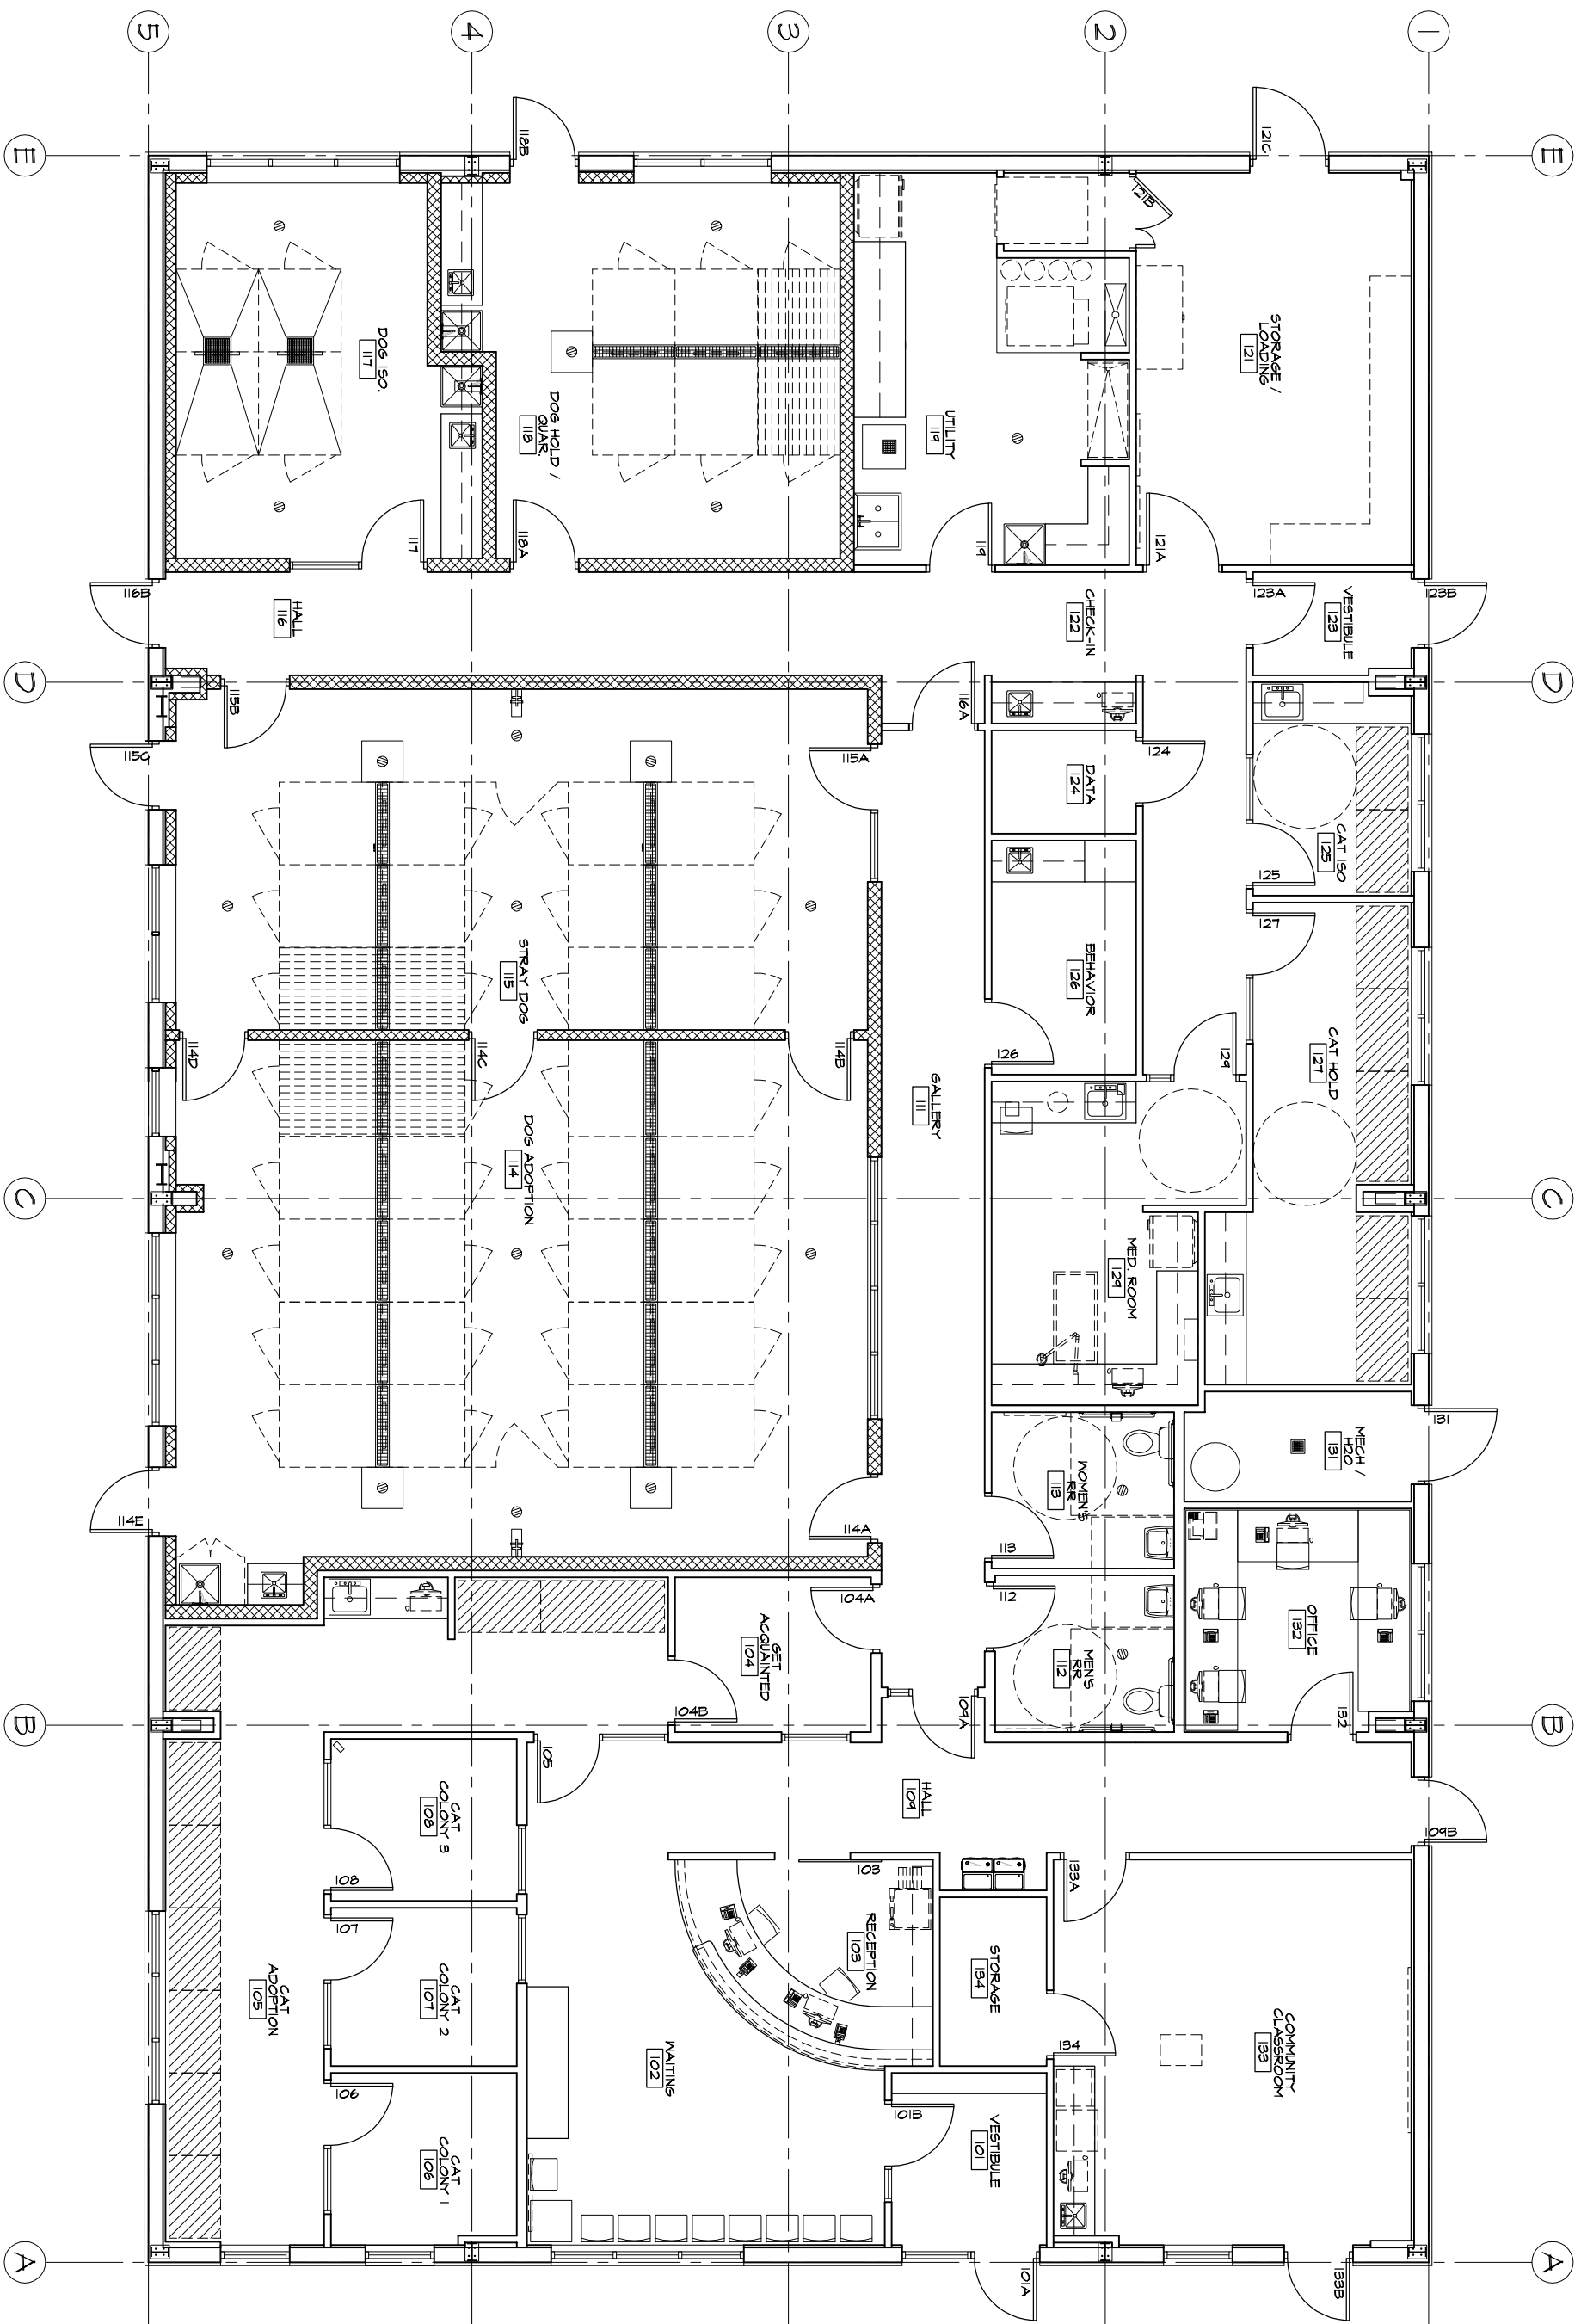 5
4
3
2
1
E
E
118B
121C
121B
DOG ISO.
117
DOG HOLD /
QUAR.
118
UTILITY
119
STORAGE /
LOADING
121
117
118A
119
121A
116B
HALL
116
CHECK-IN
122
123A
VESTIBULE
123
123B
D
D
115B
116A
115C
115A
124
DATA
124
CAT ISO
125
125
127
STRAY DOG
115
BEHAVIOR
126
126
129
CAT HOLD
127
114D
114C
114B
GALLERY
111
DOG ADOPTION
114
C
C
MED. ROOM
129
131
MECH /
H2O
131
WOMEN'S
RR
113
114E
114A
113
112
104A
GET
ACQUAINTED
104
MEN'S
RR
112
OFFICE
132
104B
109A
132
B
B
105
HALL
109
109B
CAT
COLONY 3
108
108
103
133A
107
RECEPTION
103
STORAGE
134
CAT
ADOPTION
105
CAT
COLONY 2
107
134
COMMUNITY
CLASSROOM
133
WAITING
102
106
101B
VESTIBULE
101
CAT
COLONY 1
106
A
A
101A
133B